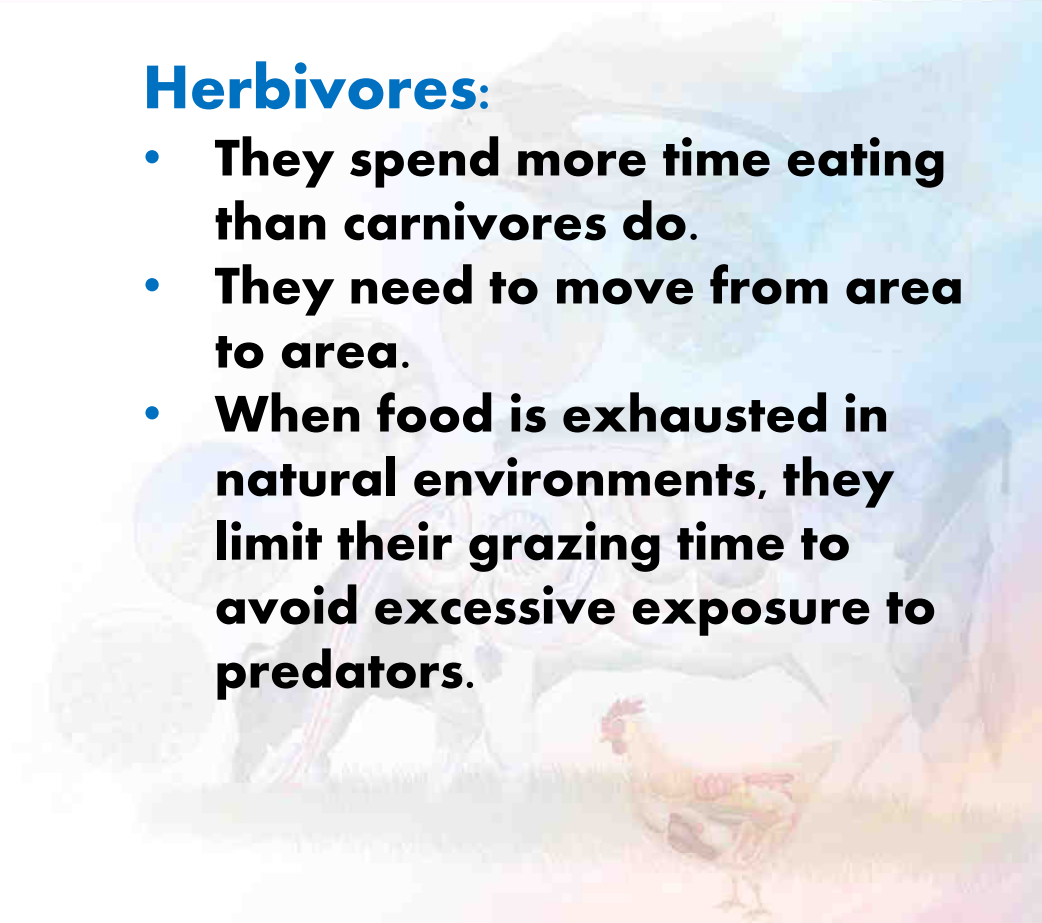 Herbivores:
• They spend more time eating
than carnivores do.
• They need to move from area
to area.
• When food is exhausted in
natural environments, they
limit their grazing time to
avoid excessive exposure to
predators.